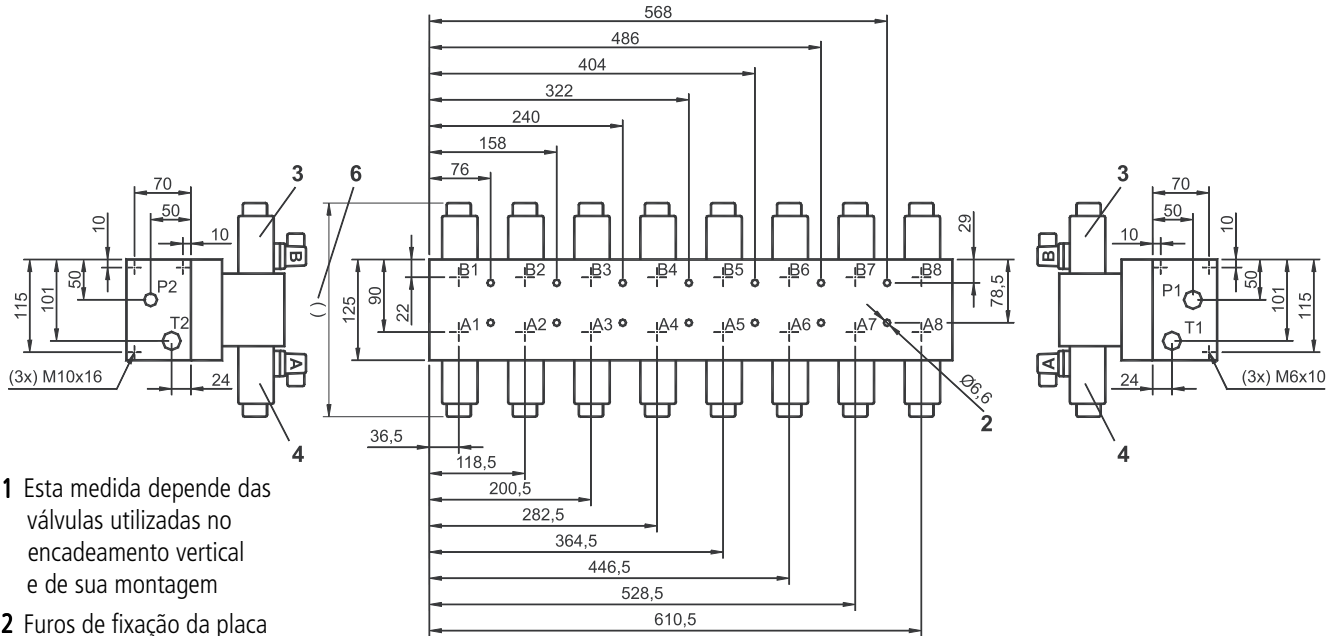 568
486
404
322
240
158
76
3
6
3
70
50
10
10
29
70
50
10
10
B
B1
B2
B3
B4
B5
B6
B7
B8
B
115
101
50
P2
T2
( )
125
90
22
78,5
P1
T1
50
101
115
A1
A2
A3
A4
A5
A6
A7
A8
A
A
(3x) M10x16
24
Ø6,6
2
24
(3x) M6x10
4
4
36,5
118,5
200,5
282,5
364,5
446,5
528,5
610,5
1 Esta medida depende das
válvulas utilizadas no
encadeamento vertical
e de sua montagem
2 Furos de fixação da placa